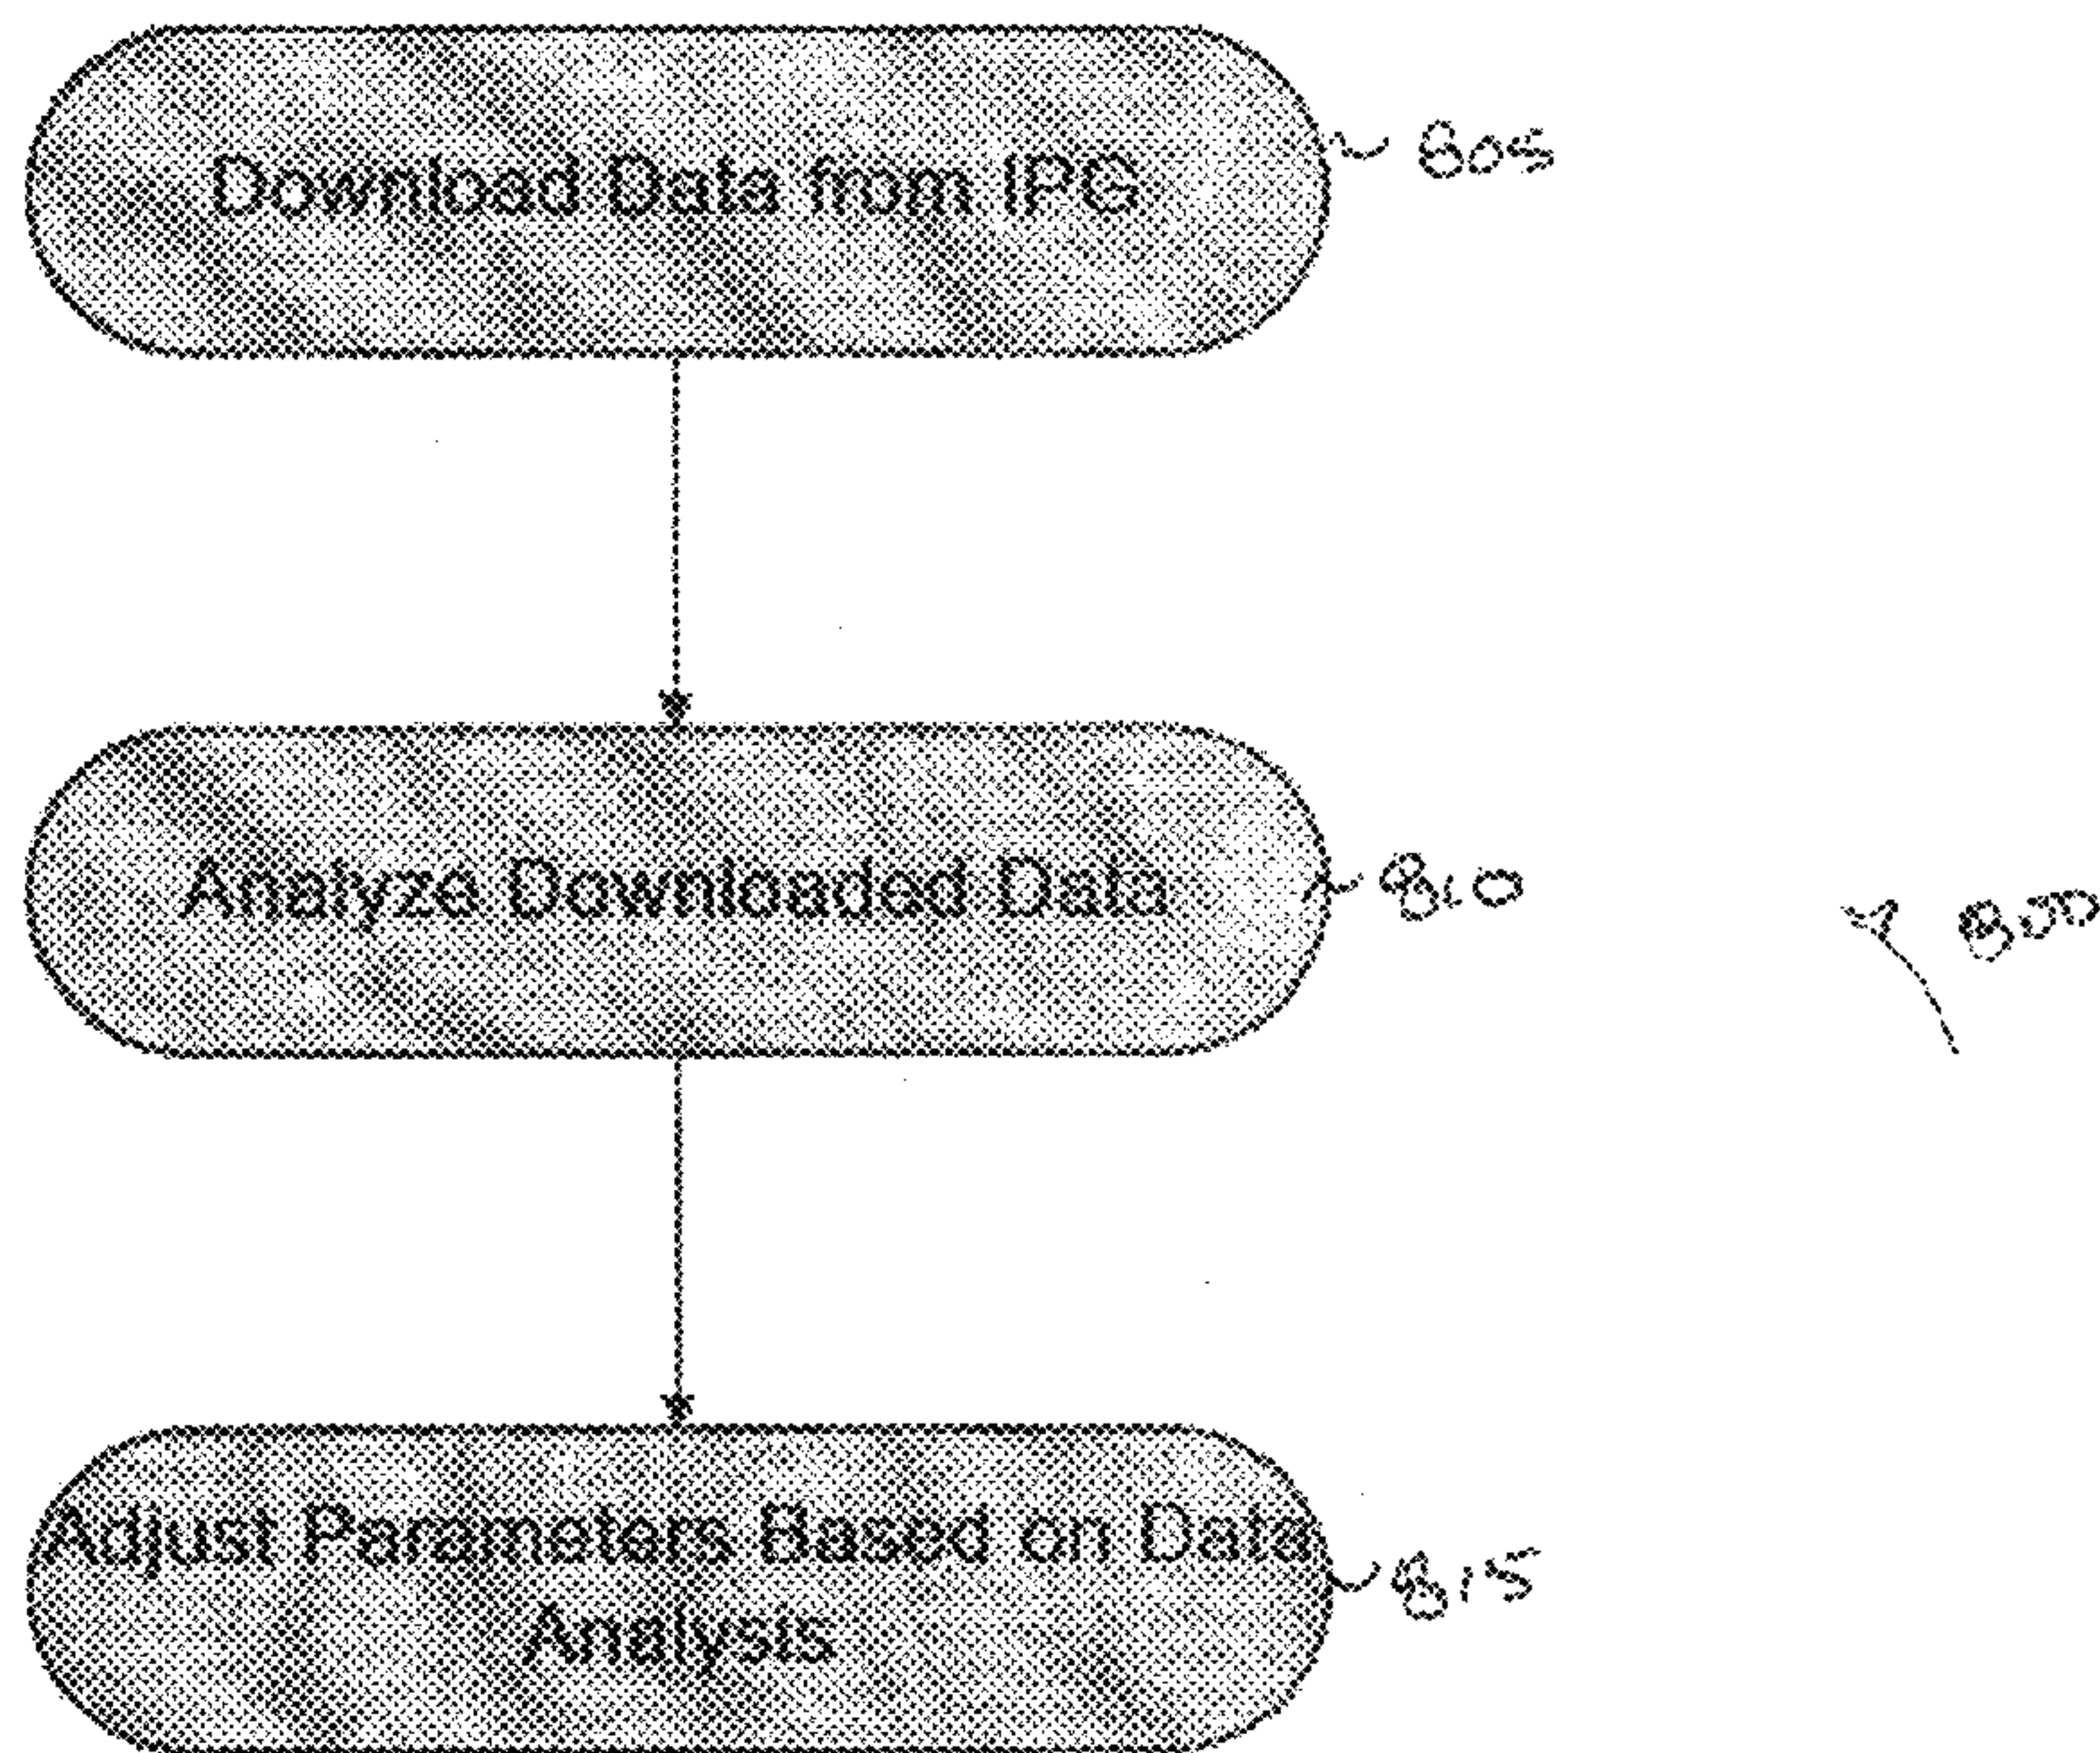 Download Data from IPG
805
Analyze Downloaded Data
810
800
Adjust Parameters Based on Data
Analysis
815